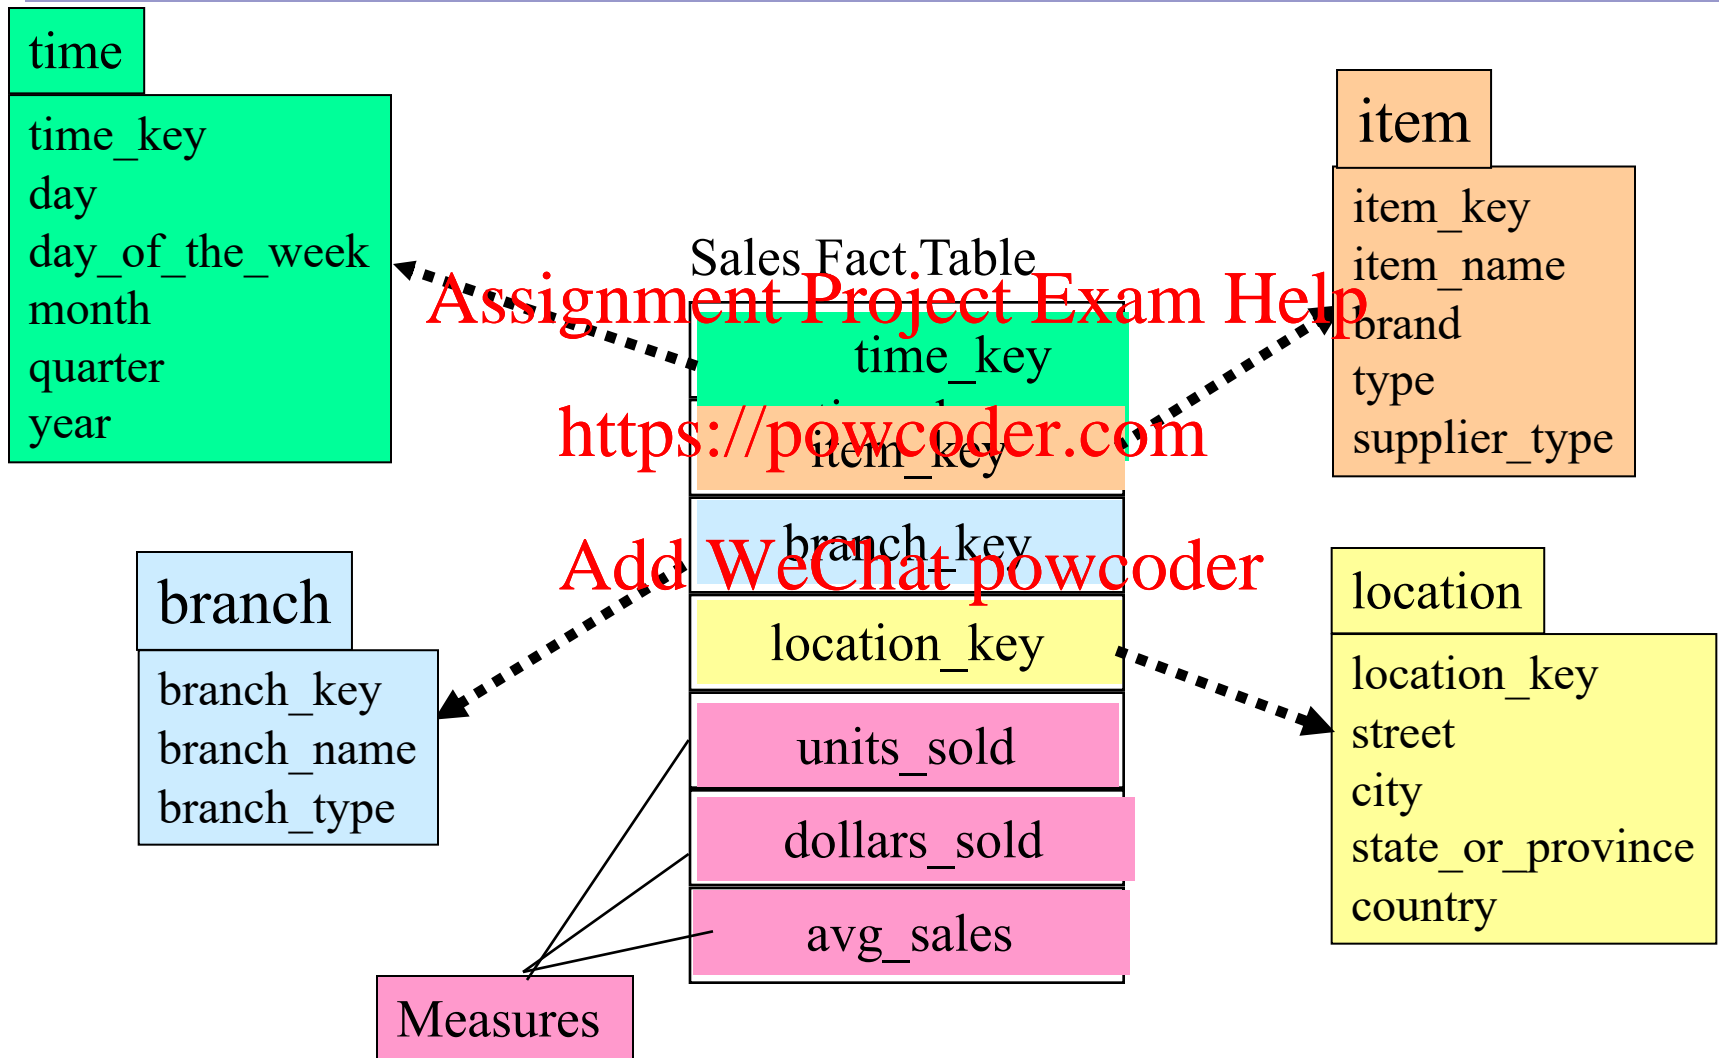 time
time_key
day
day_of_the_week
month
quarter
year
item
item_key
item_name
brand
type
supplier_type
Sales Fact Table
Assignment Project Exam Help
time_key
https://powcoder.com
item_key
branch_key
Add WeChat powcoder
location_key
units_sold
dollars_sold
avg_sales
Measures
branch
branch_key
branch_name
branch_type
location
location_key
street
city
state_or_province
country